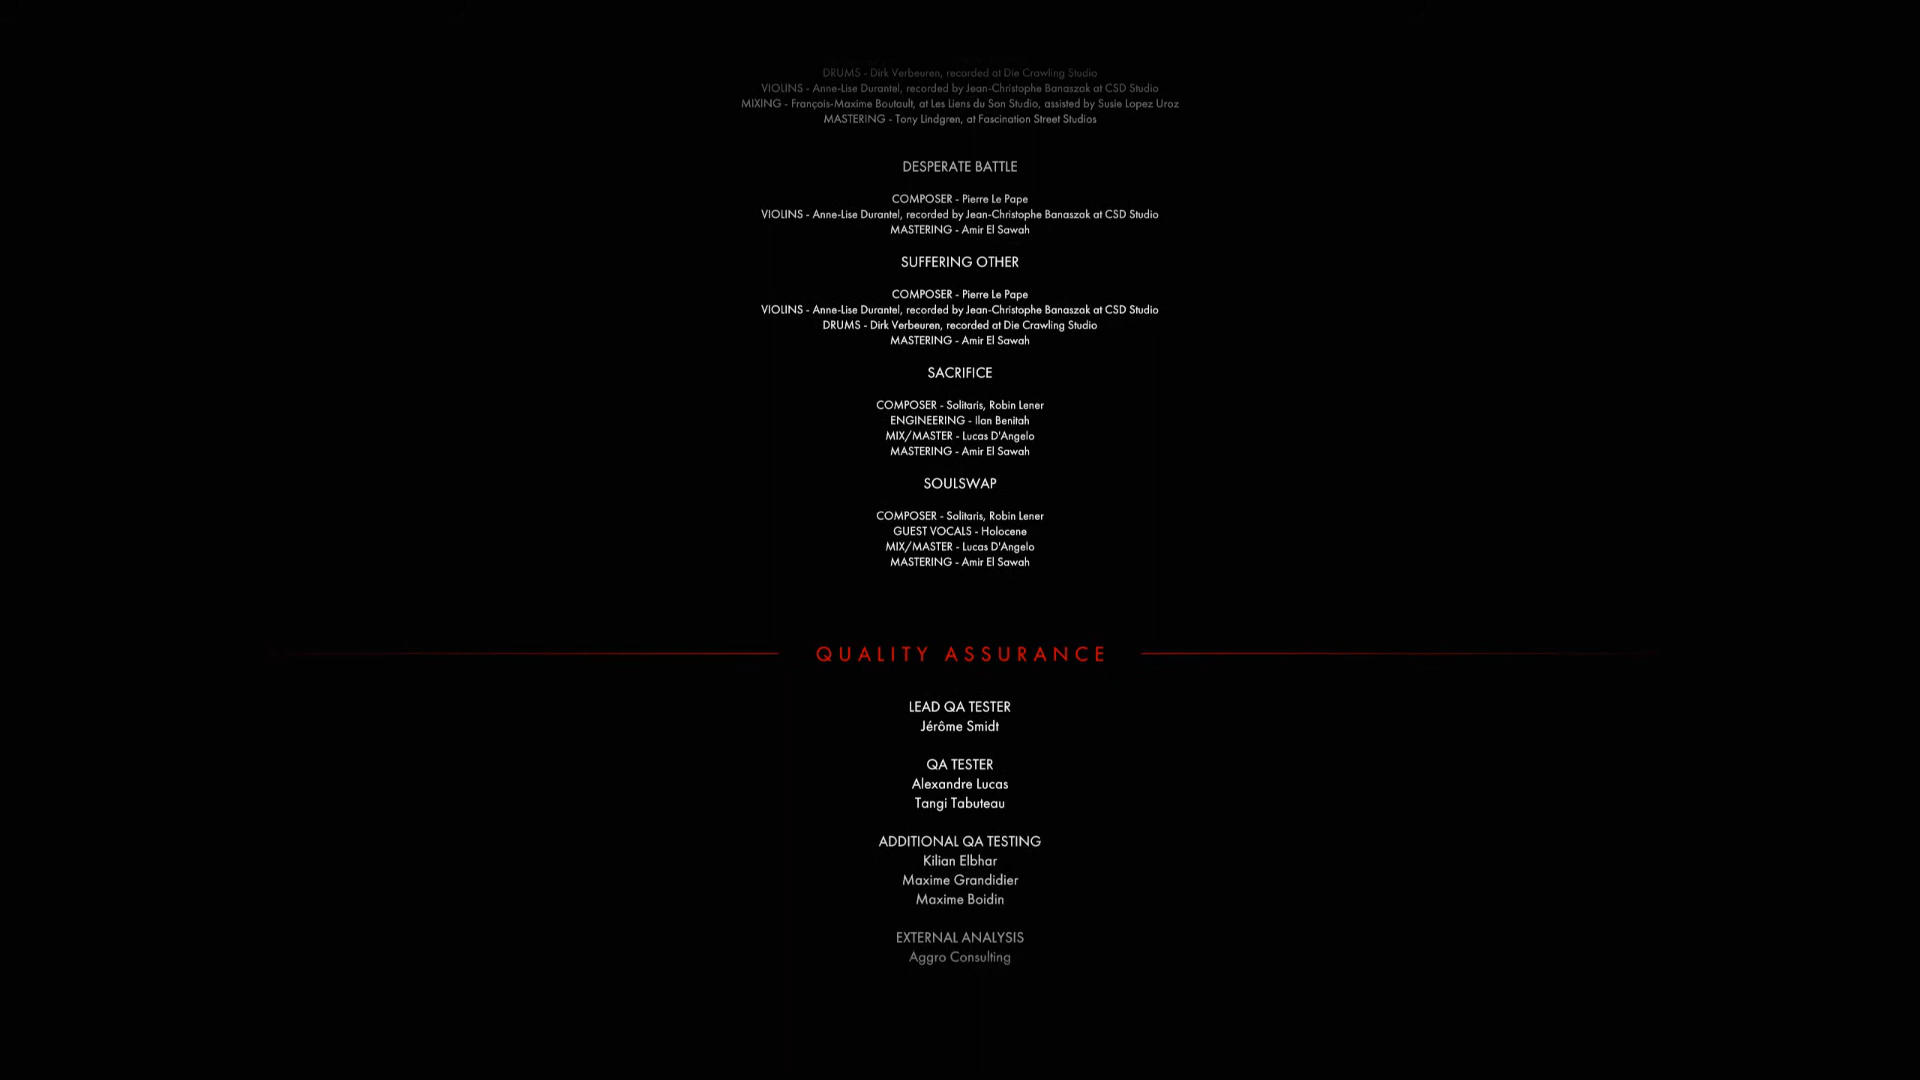 DRUMS - Dirk Verbeuren, recorded at Die Crawling Studio
VIOLINS - Anne-Lise Durantel, recorded by Jean-Christophe Banaszak at CSD Studio
MIXING - François-Maxime Boutault, at Les Liens du Son Studio, assisted by Susie Lopez Uroz
MASTERING - Tony Lindgren, at Fascination Street Studios
DESPERATE BATTLE
COMPOSER - Pierre Le Pape
VIOLINS - Anne-Lise Durantel, recorded by Jean-Christophe Banaszak at CSD Studio
MASTERING - Amir El Sawah
SUFFERING OTHER
COMPOSER - Pierre Le Pape
VIOLINS - Anne-Lise Durantel, recorded by Jean-Christophe Banaszak at CSD Studio
DRUMS - Dirk Verbeuren, recorded at Die Crawling Studio
MASTERING - Amir El Sawah
SACRIFICE
COMPOSER - Solitaris, Robin Lener
ENGINEERING - Ilan Benitah
MIX/MASTER - Lucas D'Angelo
MASTERING - Amir El Sawah
SOULSWAP
COMPOSER - Solitaris, Robin Lener
GUEST VOCALS - Holocene
MIX/MASTER - Lucas D'Angelo
MASTERING - Amir El Sawah
QUALITY ASSURANCE
LEAD QA TESTER
Jérôme Smidt
QA TESTER
Alexandre Lucas
Tangi Tabuteau
ADDITIONAL QA TESTING
Kilian Elbhar
Maxime Grandidier
Maxime Boidin
EXTERNAL ANALYSIS
Aggro Consulting